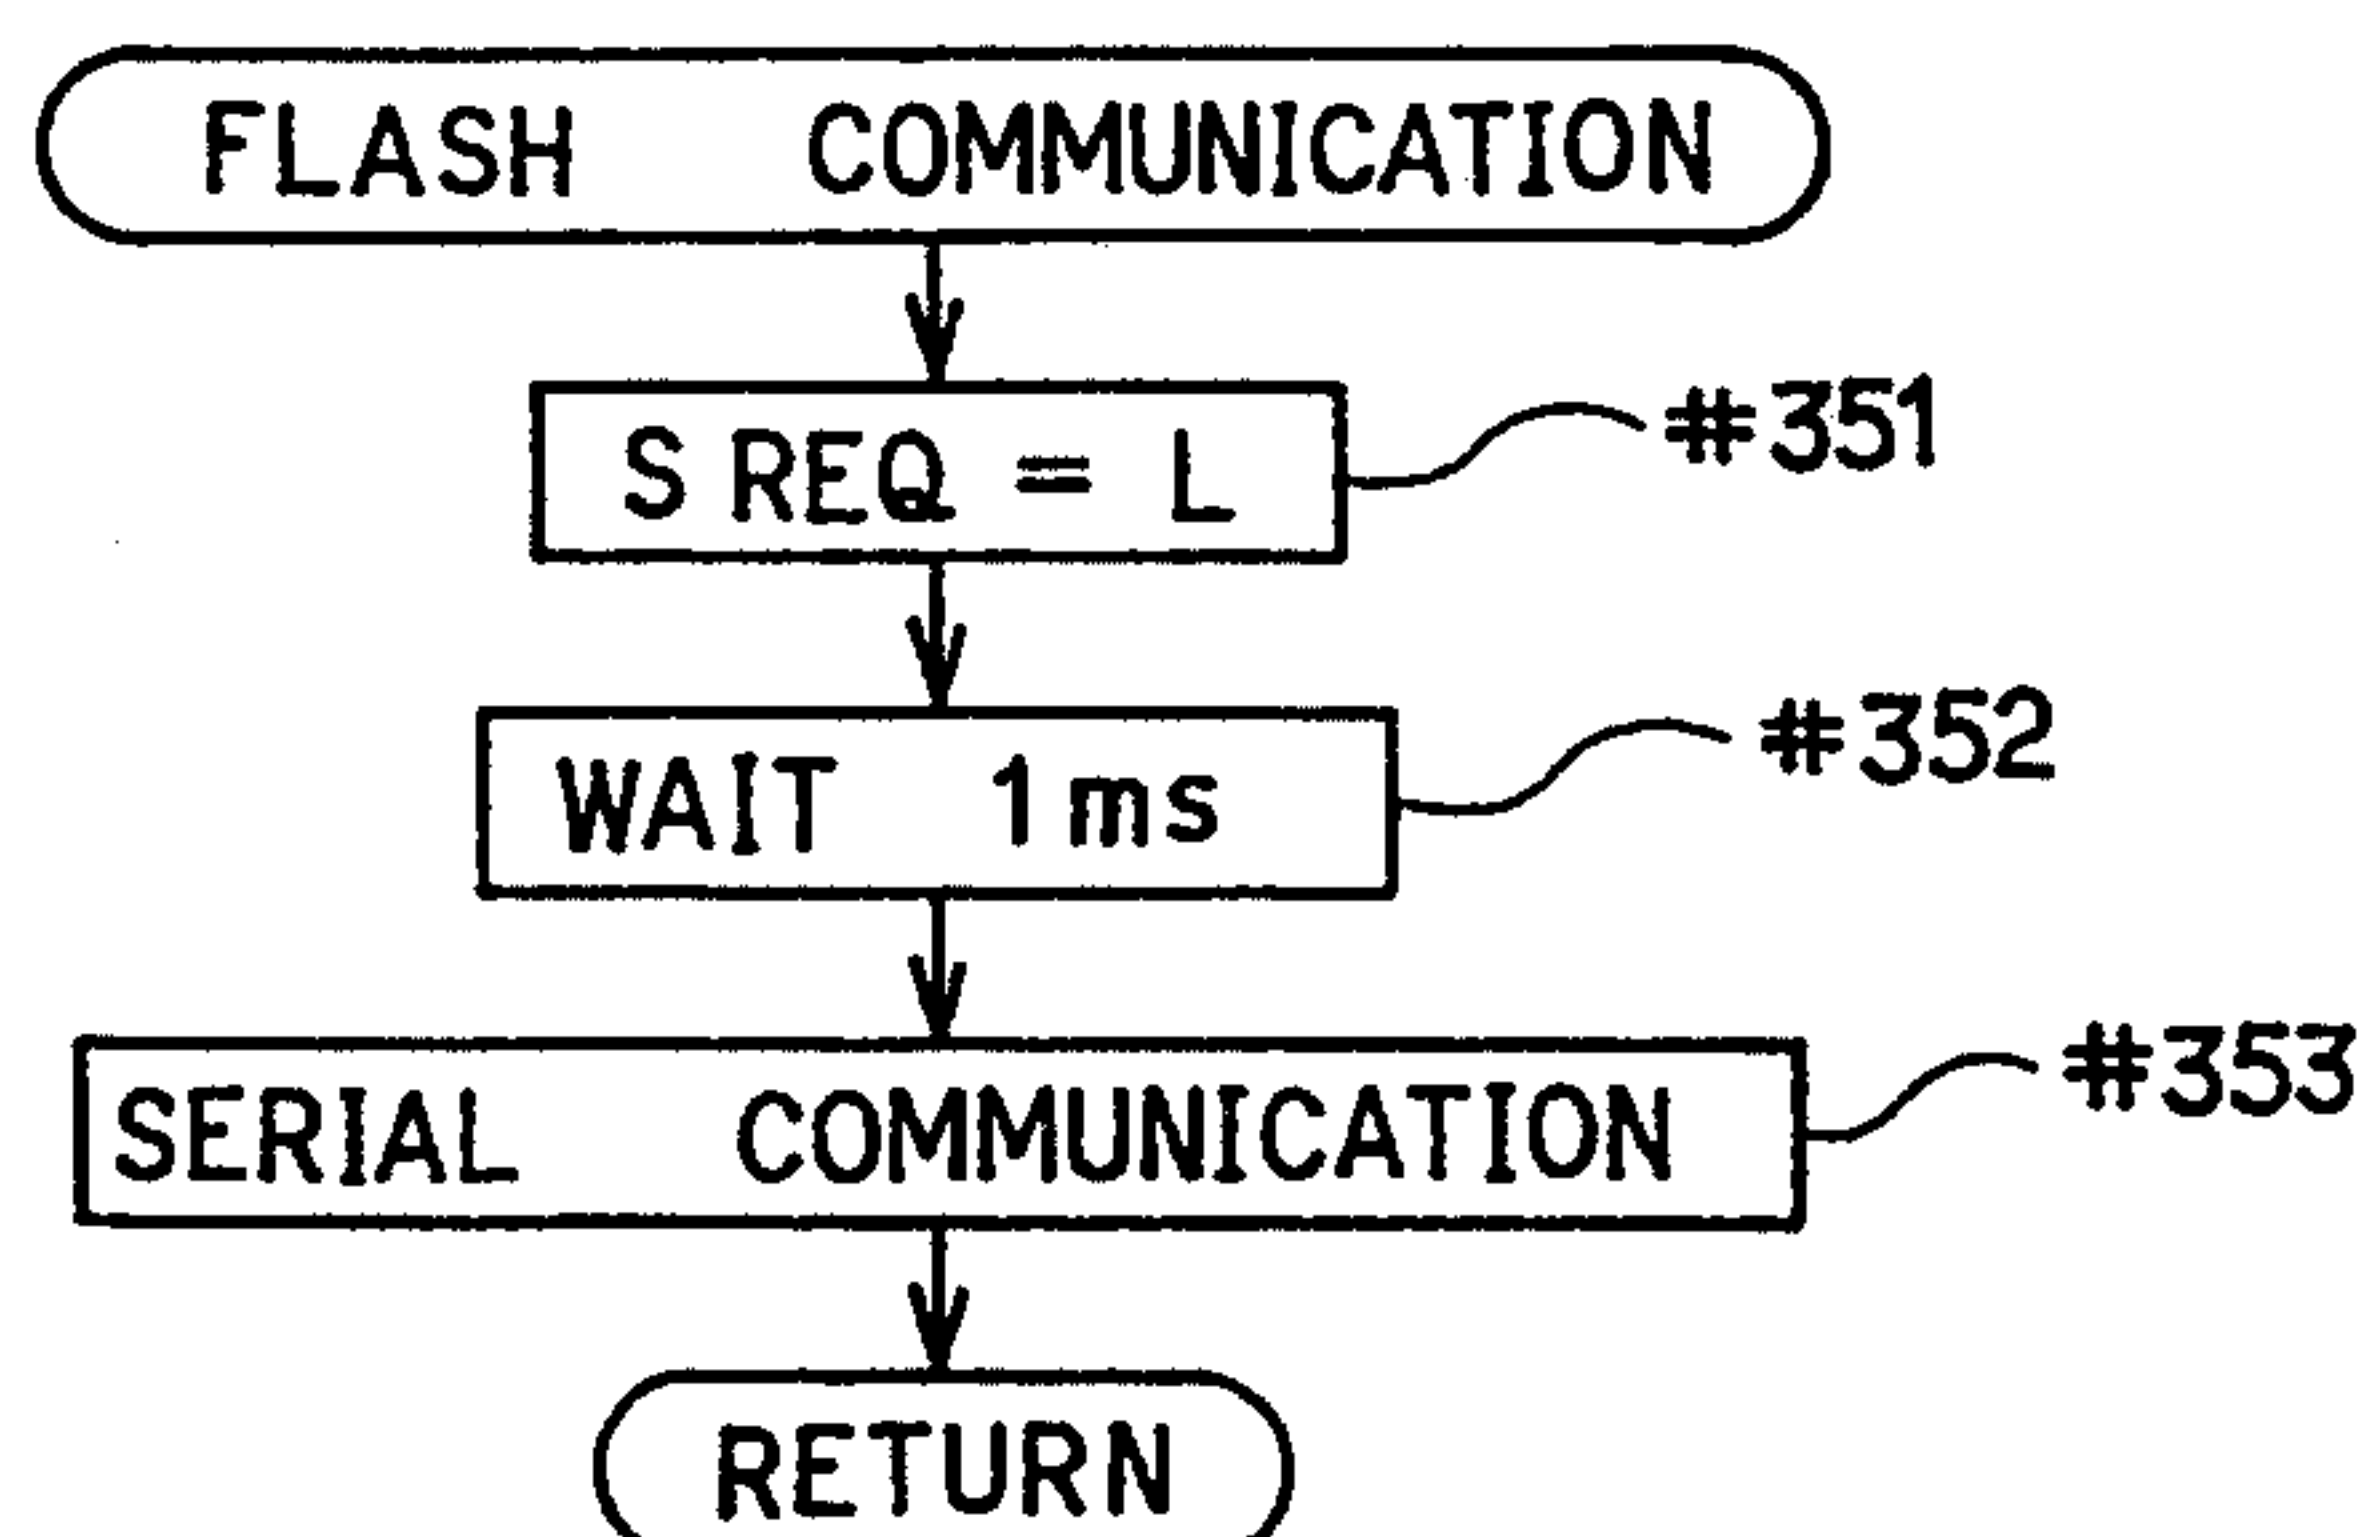 FLASH COMMUNICATION
S REQ = L #351
WAIT 1ms #352
SERIAL COMMUNICATION #353
RETURN